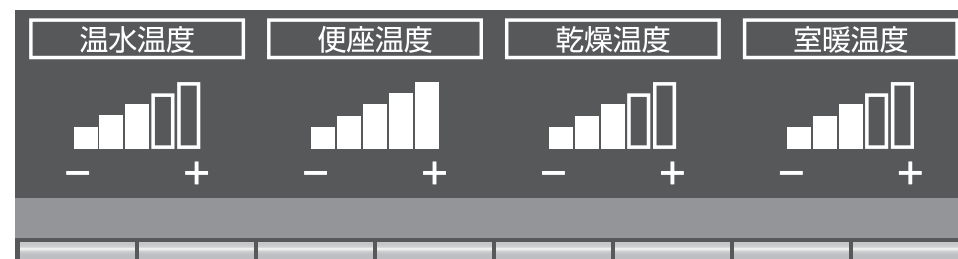 温水温度 便座温度 乾燥温度 室暖温度
− + − + − + − +